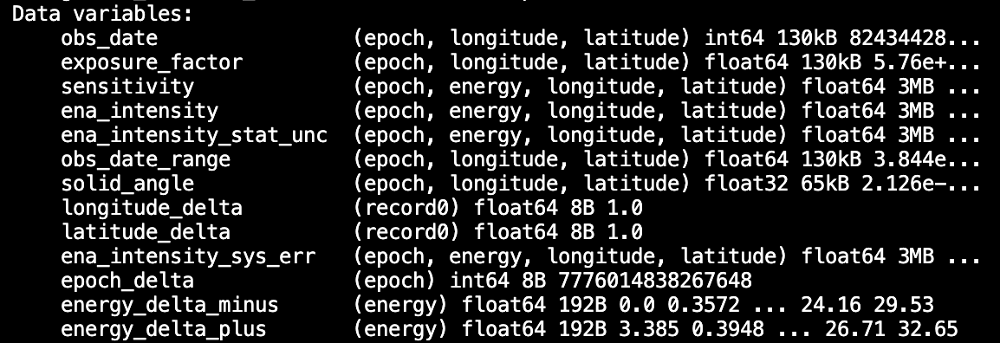 Data variables:
    obs_date               (epoch, longitude, latitude) int64 130kB 82434428...
    exposure_factor        (epoch, longitude, latitude) float64 130kB 5.76e+...
    sensitivity            (epoch, energy, longitude, latitude) float64 3MB ...
    ena_intensity          (epoch, energy, longitude, latitude) float64 3MB ...
    ena_intensity_stat_unc (epoch, energy, longitude, latitude) float64 3MB ...
    obs_date_range         (epoch, longitude, latitude) float64 130kB 3.844e...
    solid_angle            (epoch, longitude, latitude) float32 65kB 2.126e-...
    longitude_delta        (record0) float64 8B 1.0
    latitude_delta         (record0) float64 8B 1.0
    ena_intensity_sys_err  (epoch, energy, longitude, latitude) float64 3MB ...
    epoch_delta            (epoch) int64 8B 7776014838267648
    energy_delta_minus     (energy) float64 192B 0.0 0.3572 ... 24.16 29.53
    energy_delta_plus      (energy) float64 192B 3.385 0.3948 ... 26.71 32.65